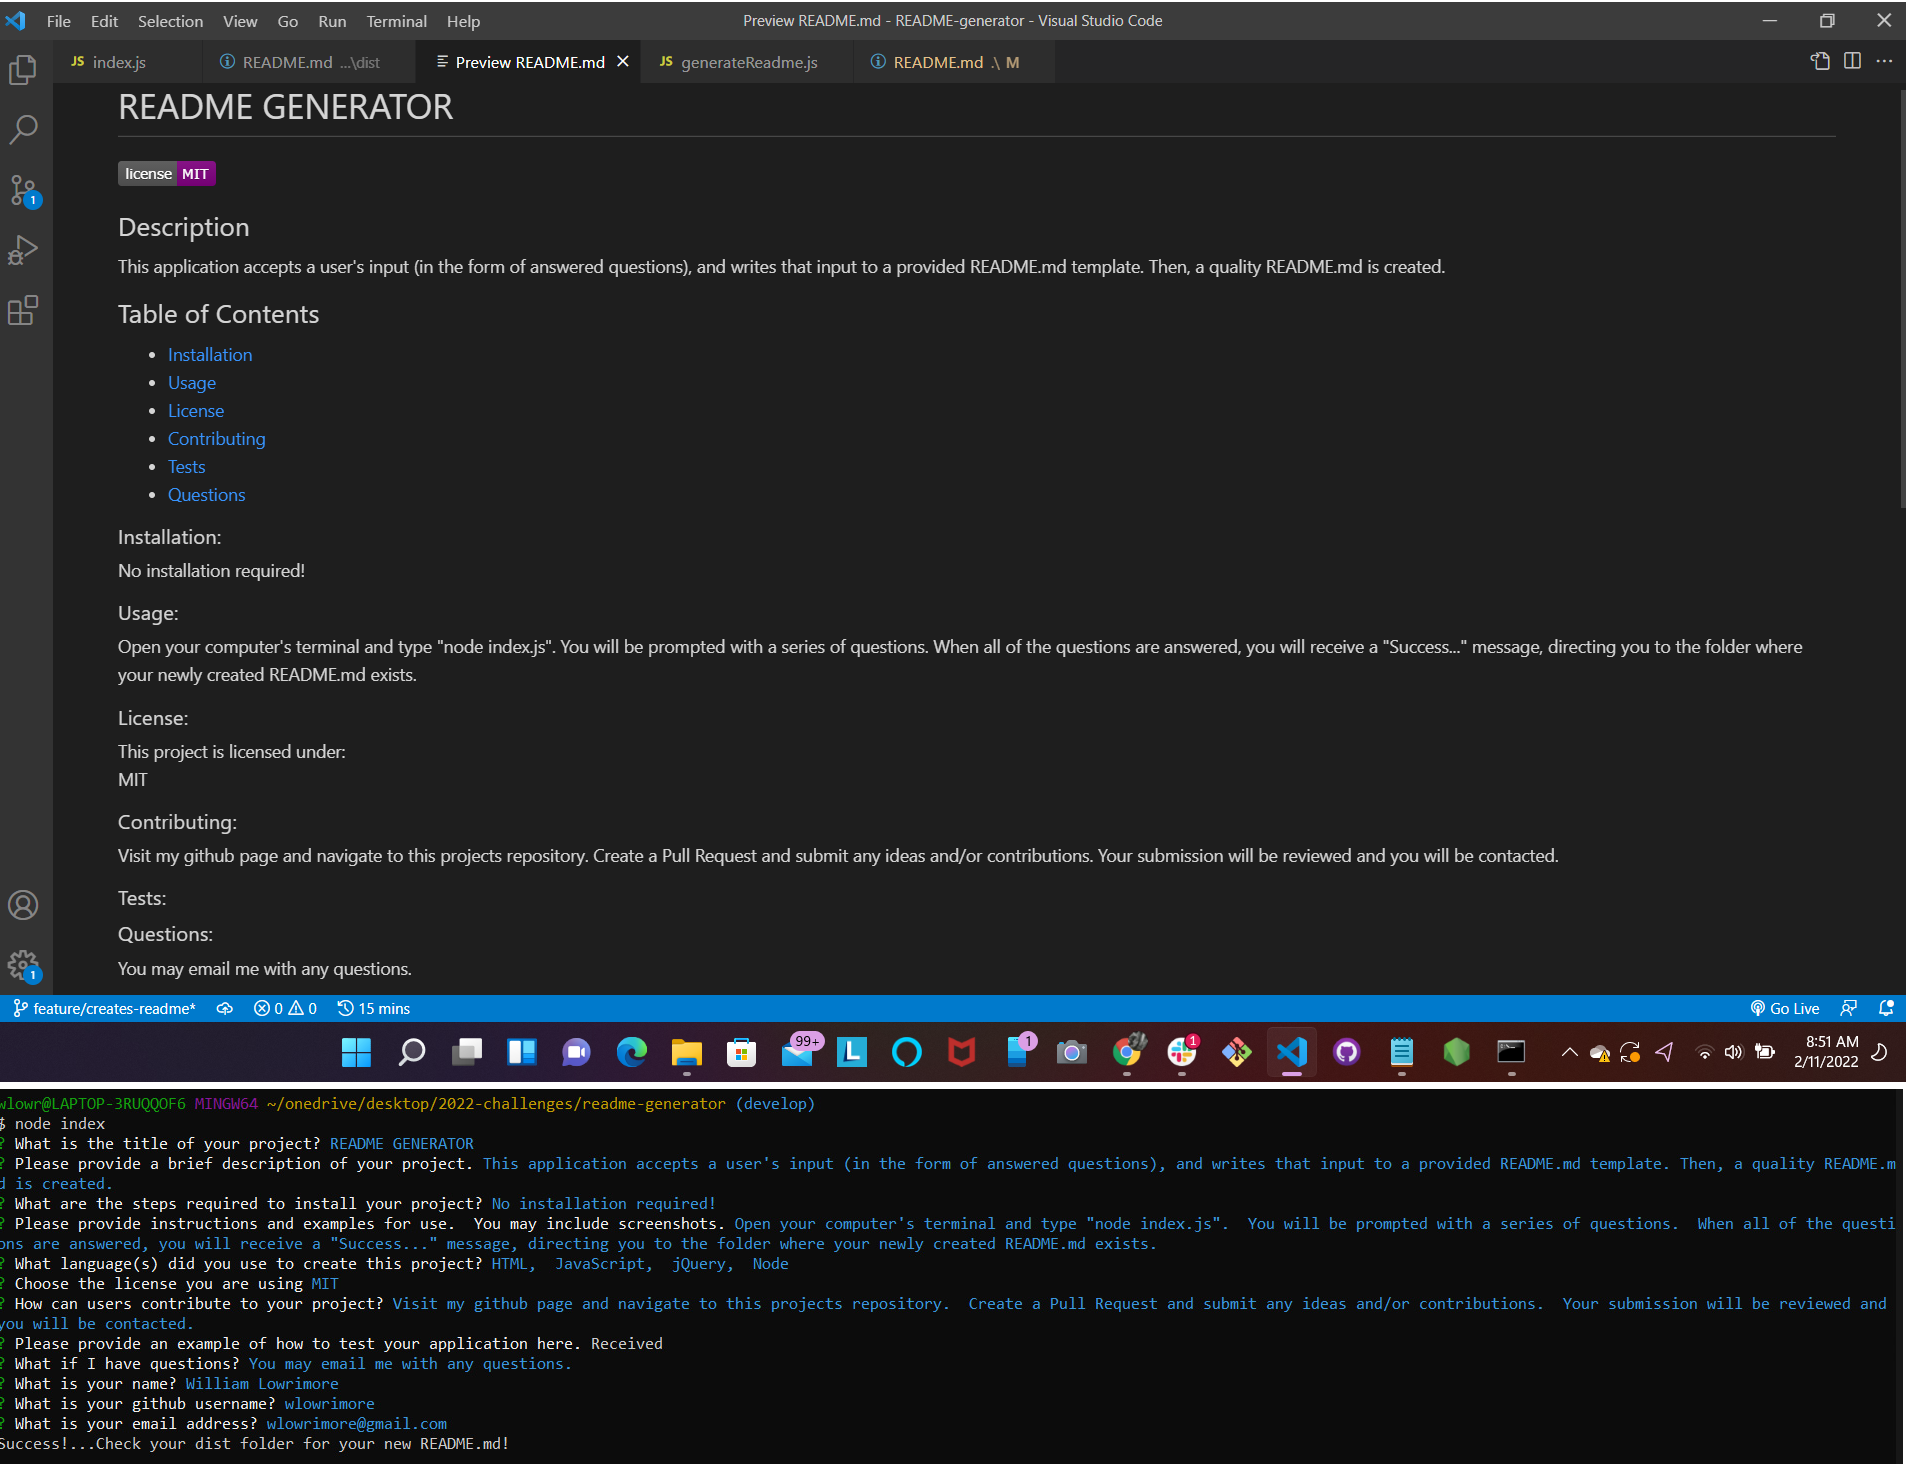 File Edit Selection View Go Run Terminal Help Preview README.md - README-generator - Visual Studio Code
JS index.js README.md ...\dist Preview README.md JS generateReadme.js README.md .\ M
README GENERATOR
license MIT
Description
This application accepts a user's input (in the form of answered questions), and writes that input to a provided README.md template. Then, a quality README.md is created.
Table of Contents
• Installation
• Usage
• License
• Contributing
• Tests
• Questions
Installation:
No installation required!
Usage:
Open your computer's terminal and type "node index.js". You will be prompted with a series of questions. When all of the questions are answered, you will receive a "Success..." message, directing you to the folder where
your newly created README.md exists.
License:
This project is licensed under:
MIT
Contributing:
Visit my github page and navigate to this projects repository. Create a Pull Request and submit any ideas and/or contributions. Your submission will be reviewed and you will be contacted.
Tests:
Questions:
You may email me with any questions.
1
1
feature/creates-readme* 0 0 15 mins Go Live
99+ L 1 1 8:51 AM
2/11/2022
wlowr@LAPTOP-3RUQQOF6 MINGW64 ~/onedrive/desktop/2022-challenges/readme-generator (develop)
$ node index
? What is the title of your project? README GENERATOR
? Please provide a brief description of your project. This application accepts a user's input (in the form of answered questions), and writes that input to a provided README.md template. Then, a quality README.m
d is created.
? What are the steps required to install your project? No installation required!
? Please provide instructions and examples for use.  You may include screenshots. Open your computer's terminal and type "node index.js".  You will be prompted with a series of questions.  When all of the questi
ons are answered, you will receive a "Success..." message, directing you to the folder where your newly created README.md exists.
? What language(s) did you use to create this project? HTML,  JavaScript,  jQuery,  Node
? Choose the license you are using MIT
? How can users contribute to your project? Visit my github page and navigate to this projects repository.  Create a Pull Request and submit any ideas and/or contributions.  Your submission will be reviewed and
you will be contacted.
? Please provide an example of how to test your application here. Received
? What if I have questions? You may email me with any questions.
? What is your name? William Lowrimore
? What is your github username? wlowrimore
? What is your email address? wlowrimore@gmail.com
Success!...Check your dist folder for your new README.md!